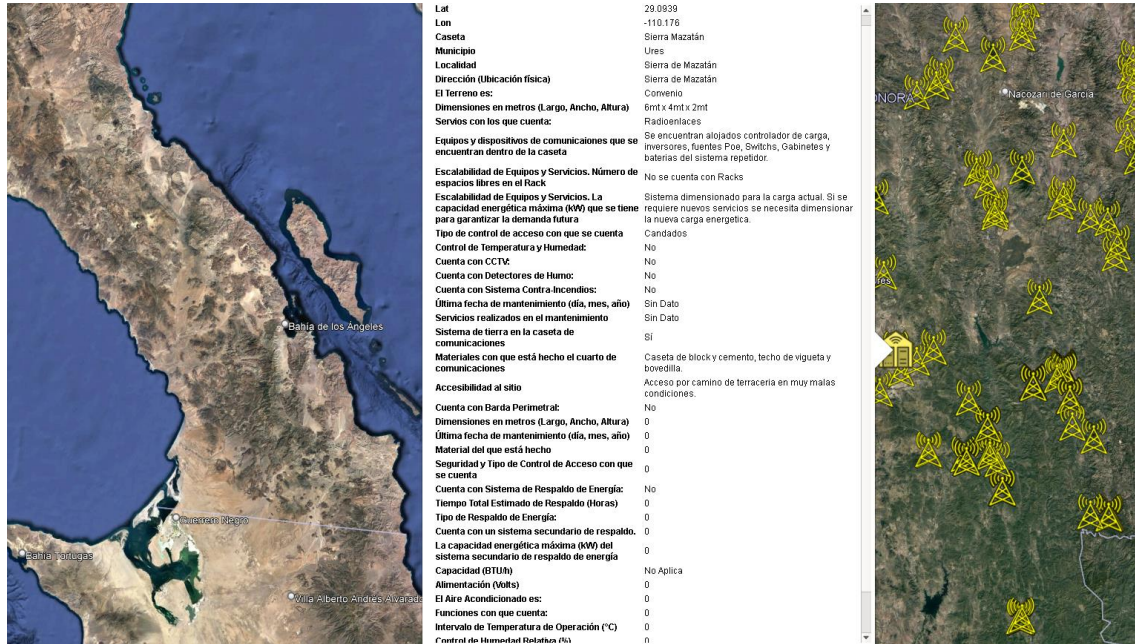 Bahía de los Ángeles
Guerrero Negro
Bahía Tortugas
Villa Alberto Andrés Alvarado
Lat 29.0939
Lon -110.176
Caseta Sierra Mazatán
Municipio Ures
Localidad Sierra de Mazatán
Dirección (Ubicación física) Sierra de Mazatán
El Terreno es: Convenio
Dimensiones en metros (Largo, Ancho, Altura) 6mt x 4mt x 2mt
Servios con los que cuenta: Radioenlaces
Equipos y dispositivos de comunicaiones que se
encuentran dentro de la caseta
Se encuentran alojados controlador de carga,
inversores, fuentes Poe, Switchs, Gabinetes y
baterias del sistema repetidor.
Escalabilidad de Equipos y Servicios. Número de
espacios libres en el Rack
No se cuenta con Racks
Escalabilidad de Equipos y Servicios. La
capacidad energética máxima (kW) que se tiene
para garantizar la demanda futura
Sistema dimensionado para la carga actual. Si se
requiere nuevos servicios se necesita dimensionar
la nueva carga energetica.
Tipo de control de acceso con que se cuenta Candados
Control de Temperatura y Humedad: No
Cuenta con CCTV: No
Cuenta con Detectores de Humo: No
Cuenta con Sistema Contra-Incendios: No
Última fecha de mantenimiento (día, mes, año) Sin Dato
Servicios realizados en el mantenimiento Sin Dato
Sistema de tierra en la caseta de
comunicaciones
Sí
Materiales con que está hecho el cuarto de
comunicaciones
Caseta de block y cemento, techo de vigueta y
bovedilla.
Accesibilidad al sitio
Acceso por camino de terraceria en muy malas
condiciones.
Cuenta con Barda Perimetral: No
Dimensiones en metros (Largo, Ancho, Altura) 0
Última fecha de mantenimiento (día, mes, año) 0
Material del que está hecho 0
Seguridad y Tipo de Control de Acceso con que
se cuenta
0
Cuenta con Sistema de Respaldo de Energía: No
Tiempo Total Estimado de Respaldo (Horas) 0
Tipo de Respaldo de Energía: 0
Cuenta con un sistema secundario de respaldo. 0
La capacidad energética máxima (kW) del
sistema secundario de respaldo de energía
0
Capacidad (BTU/h) No Aplica
Alimentación (Volts) 0
El Aire Acondicionado es: 0
Funciones con que cuenta: 0
Intervalo de Temperatura de Operación (°C) 0
Control de Humedad Relativa (%) 0
NORA
Nacozari de García
res